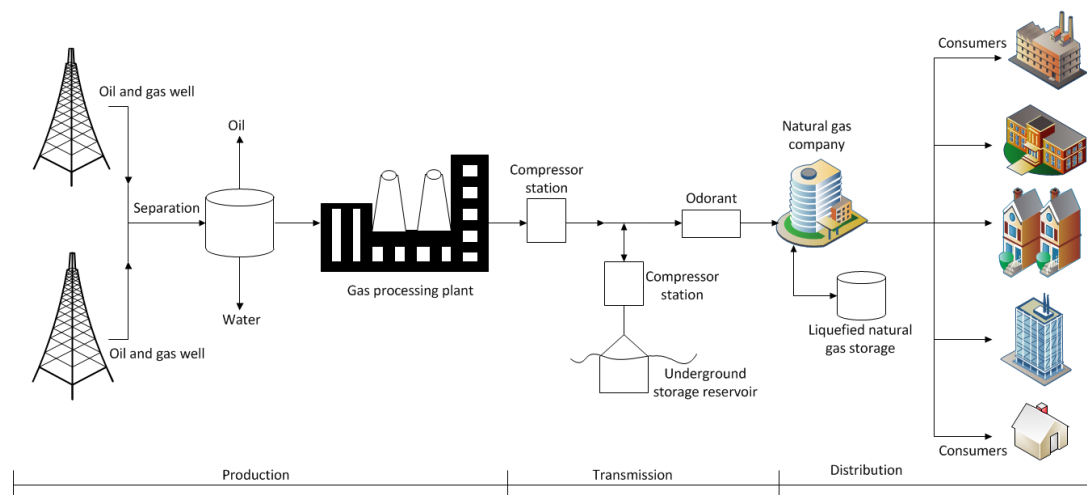 Oil and gas well
Oil
Separation
Water
Oil and gas well
Gas processing plant
Compressor
station
Compressor
station
Underground
storage reservoir
Odorant
Natural gas
company
Liquefied natural
gas storage
Consumers
Consumers
Production
Transmission
Distribution